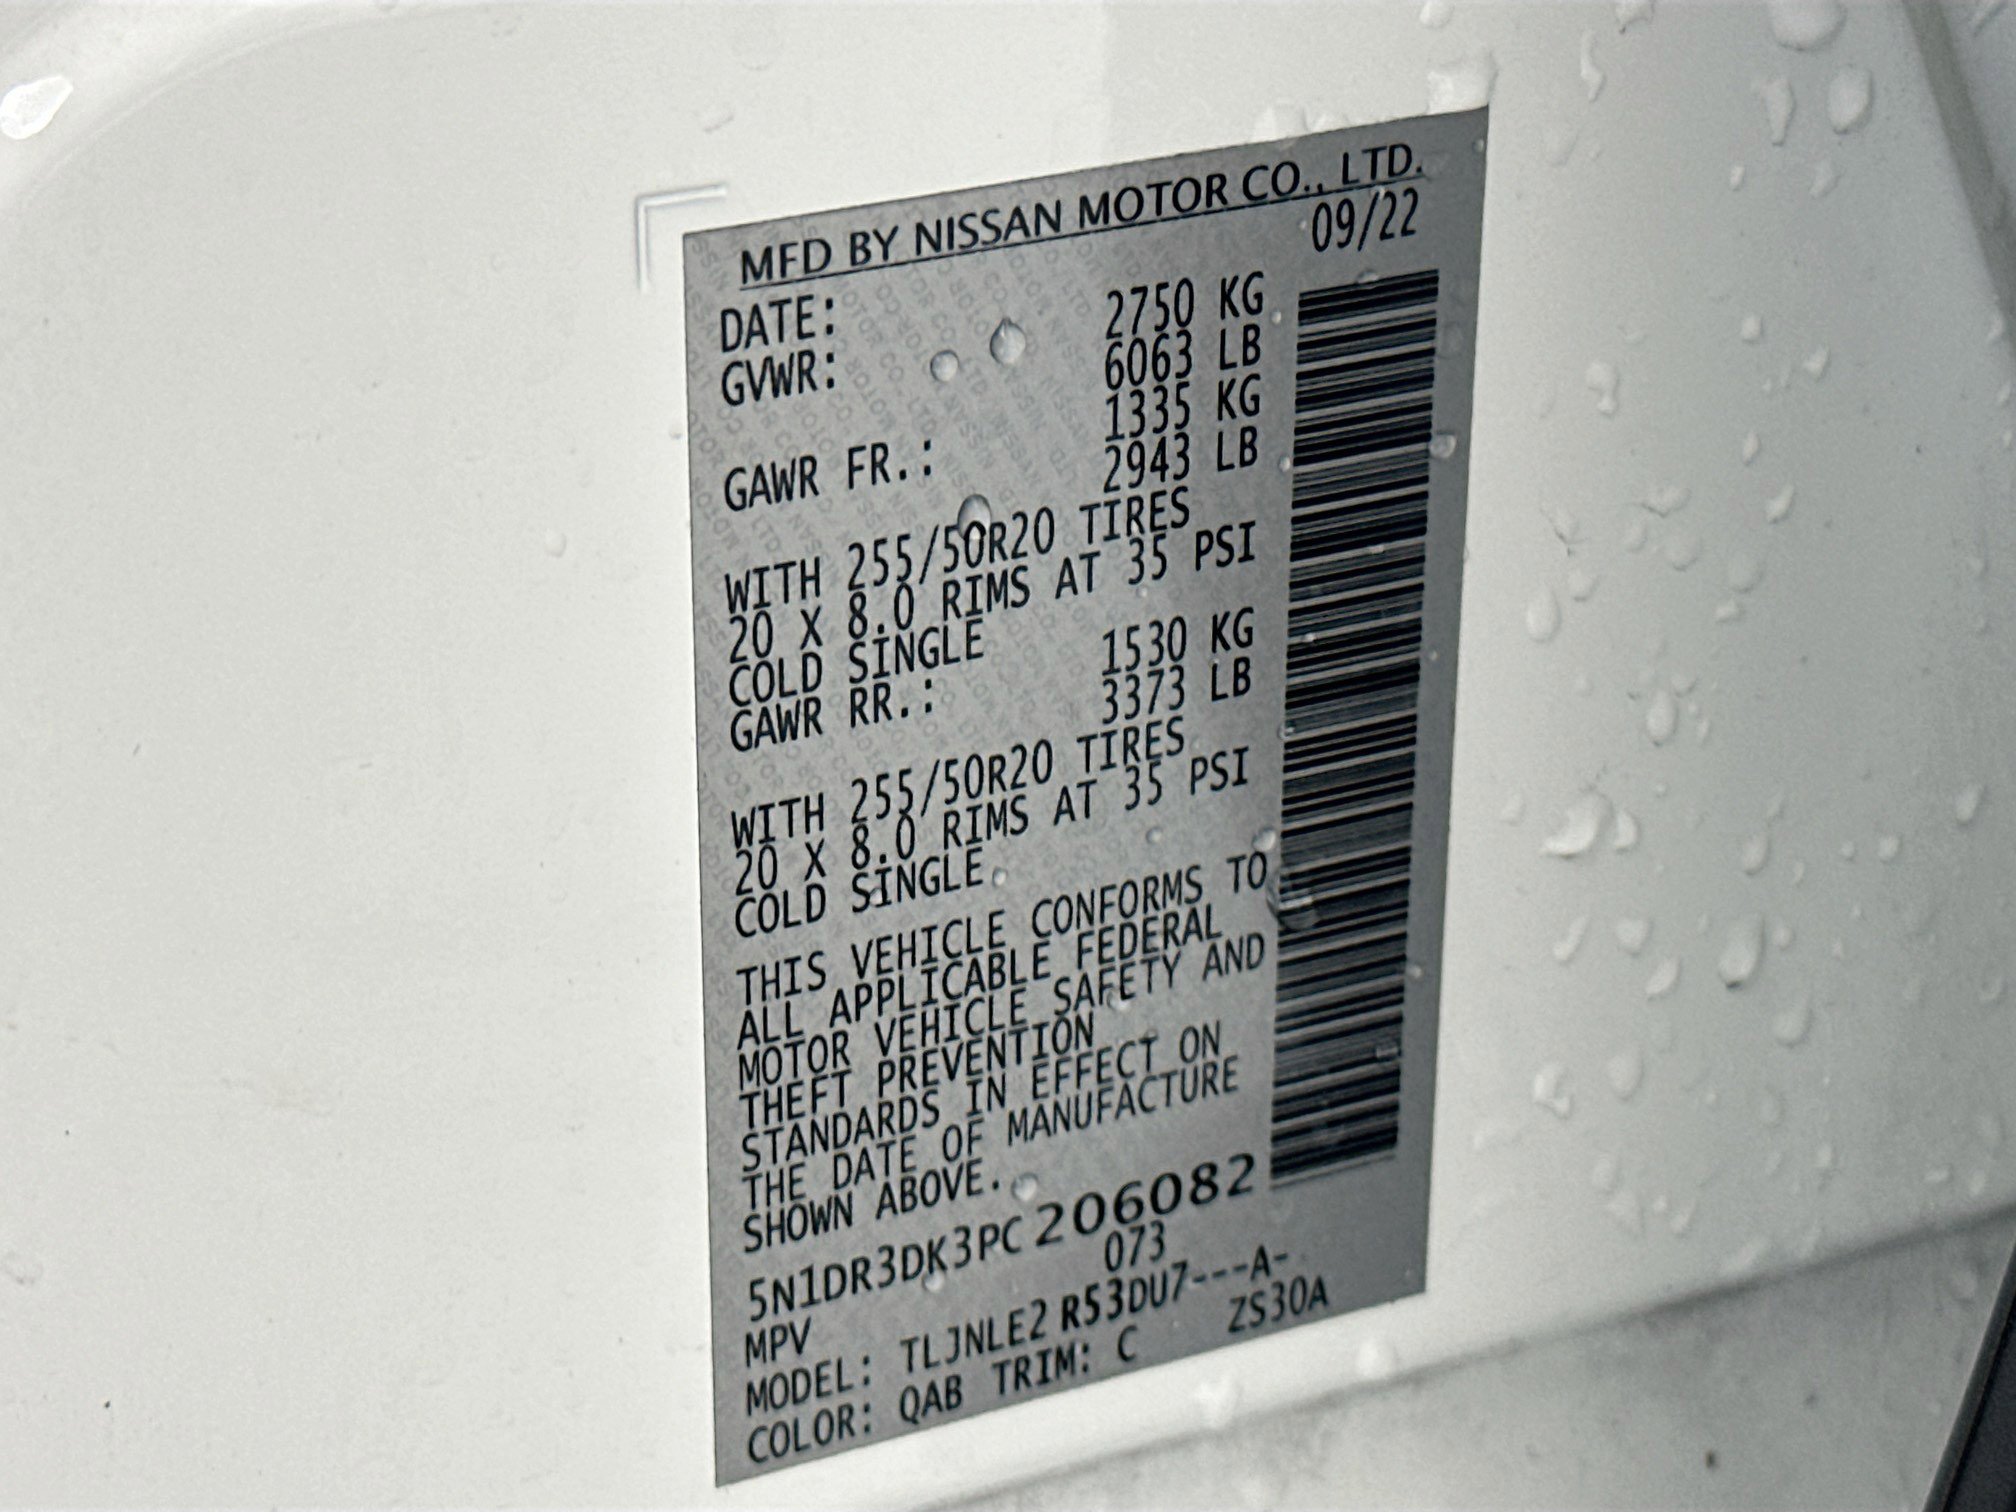 MFD BY NISSAN MOTOR CO., LTD.
DATE: 09/22
GVWR: 2750 KG
6063 LB
GAWR FR.: 1335 KG
2943 LB
WITH 255/50R20 TIRES
20 X 8.0 RIMS AT 35 PSI
COLD SINGLE
GAWR RR.: 1530 KG
3373 LB
WITH 255/50R20 TIRES
20 X 8.0 RIMS AT 35 PSI
COLD SINGLE
THIS VEHICLE CONFORMS TO
ALL APPLICABLE FEDERAL
MOTOR VEHICLE SAFETY AND
THEFT PREVENTION
STANDARDS IN EFFECT ON
THE DATE OF MANUFACTURE
SHOWN ABOVE.
5N1DR3DK3PC206082
MPV 073
MODEL: TLJNLE2 R53DU7---A-
COLOR: QAB TRIM: C ZS30A